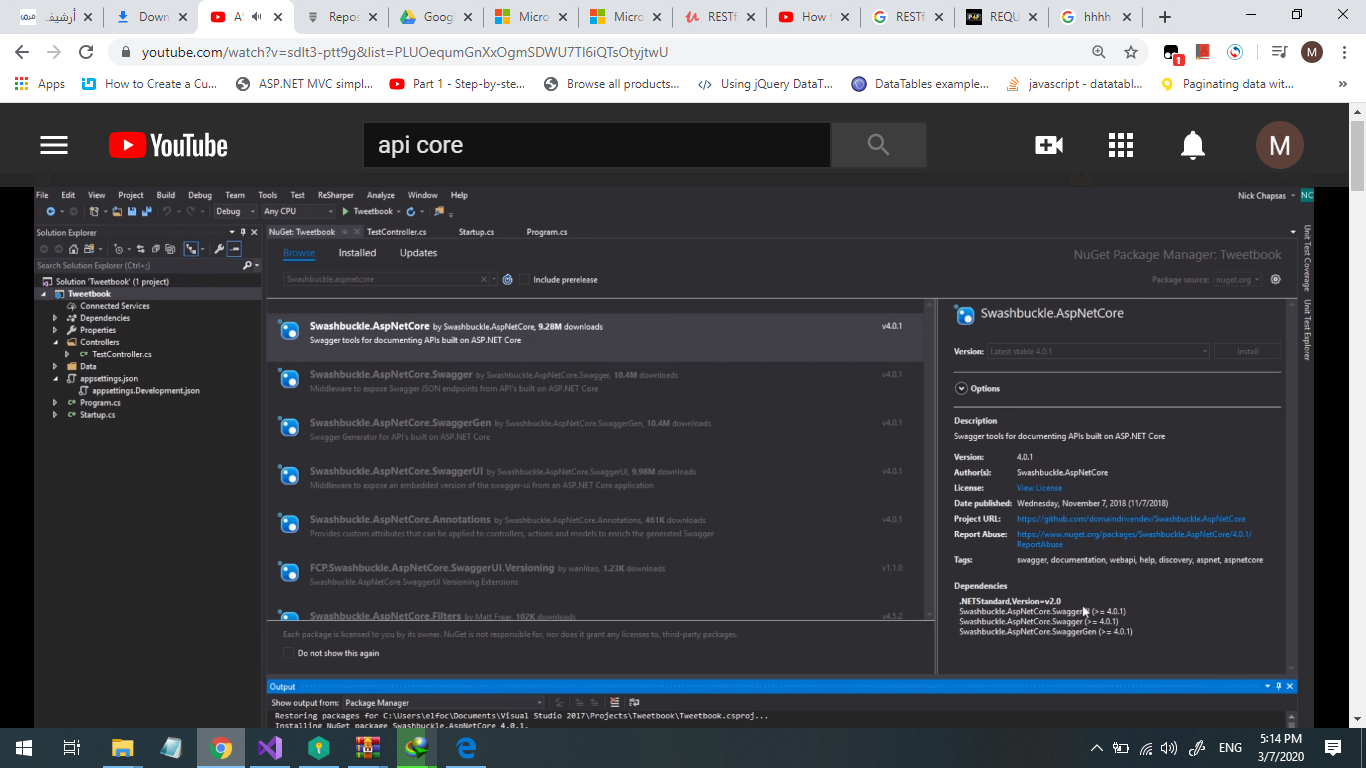 أرشيف
Down
AS
Repos
Goog
Micro
Micro
RESTf
How t
RESTf
REQU
hhhh
youtube.com/watch?v=sdlt3-ptt9g&list=PLUOequmGnXxOgmSDWU7Tl6iQTsOtyjtwU
1
M
Apps
How to Create a Cu...
ASP.NET MVC simpl...
Part 1 - Step-by-ste...
Browse all products...
Using jQuery DataT...
DataTables example...
javascript - datatabl...
Paginating data wit...
YouTube
api core
M
File Edit View Project Build Debug Team Tools Test ReSharper Analyze Window Help
Nick Chapsas
NC
Debug
Any CPU
Tweetbook
Solution Explorer
Search Solution Explorer (Ctrl+;)
Solution 'Tweetbook' (1 project)
Tweetbook
Connected Services
Dependencies
Properties
Controllers
TestController.cs
Data
appsettings.json
appsettings.Development.json
Program.cs
Startup.cs
NuGet: Tweetbook
TestController.cs
Startup.cs
Program.cs
Browse
Installed
Updates
NuGet Package Manager: Tweetbook
Swashbuckle.aspnetcore
Include prerelease
Package source: nuget.org
Swashbuckle.AspNetCore by Swashbuckle.AspNetCore, 9.28M downloads v4.0.1
Swagger tools for documenting APIs built on ASP.NET Core
Swashbuckle.AspNetCore.Swagger by Swashbuckle.AspNetCore.Swagger, 10.4M downloads v4.0.1
Middleware to expose Swagger JSON endpoints from API's built on ASP.NET Core
Swashbuckle.AspNetCore.SwaggerGen by Swashbuckle.AspNetCore.SwaggerGen, 10.4M downloads v4.0.1
Swagger Generator for API's built on ASP.NET Core
Swashbuckle.AspNetCore.SwaggerUI by Swashbuckle.AspNetCore.SwaggerUI, 9.98M downloads v4.0.1
Middleware to expose an embedded version of the swagger-ui from an ASP.NET Core application
Swashbuckle.AspNetCore.Annotations by Swashbuckle.AspNetCore.Annotations, 461K downloads v4.0.1
Provides custom attributes that can be applied to controllers, actions and models to enrich the generated Swagger
FCP.Swashbuckle.AspNetCore.SwaggerUI.Versioning by wanlitao, 1.23K downloads v1.1.0
Swashbuckle AspNetCore SwaggerUI Versioning Extensions
Swashbuckle.AspNetCore.Filters by Matt Frear, 102K downloads v4.5.2
Each package is licensed to you by its owner. NuGet is not responsible for, nor does it grant any licenses to, third-party packages.
Do not show this again
Swashbuckle.AspNetCore
Version: Latest stable 4.0.1 Install
Options
Description
Swagger tools for documenting APIs built on ASP.NET Core
Version: 4.0.1
Author(s): Swashbuckle.AspNetCore
License: View License
Date published: Wednesday, November 7, 2018 (11/7/2018)
Project URL: https://github.com/domaindrivendev/Swashbuckle.AspNetCore
Report Abuse: https://www.nuget.org/packages/Swashbuckle.AspNetCore/4.0.1/
ReportAbuse
Tags: swagger, documentation, webapi, help, discovery, aspnet, aspnetcore
Dependencies
.NETStandard,Version=v2.0
Swashbuckle.AspNetCore.SwaggerUI (>= 4.0.1)
Swashbuckle.AspNetCore.Swagger (>= 4.0.1)
Swashbuckle.AspNetCore.SwaggerGen (>= 4.0.1)
Unit Test Coverage
Unit Test Explorer
Output
Show output from: Package Manager
Restoring packages for C:\Users\elfoc\Documents\Visual Studio 2017\Projects\Tweetbook\Tweetbook.csproj...
Installing NuGet package Swashbuckle.AspNetCore 4.0.1.
ENG
5:14 PM
3/7/2020